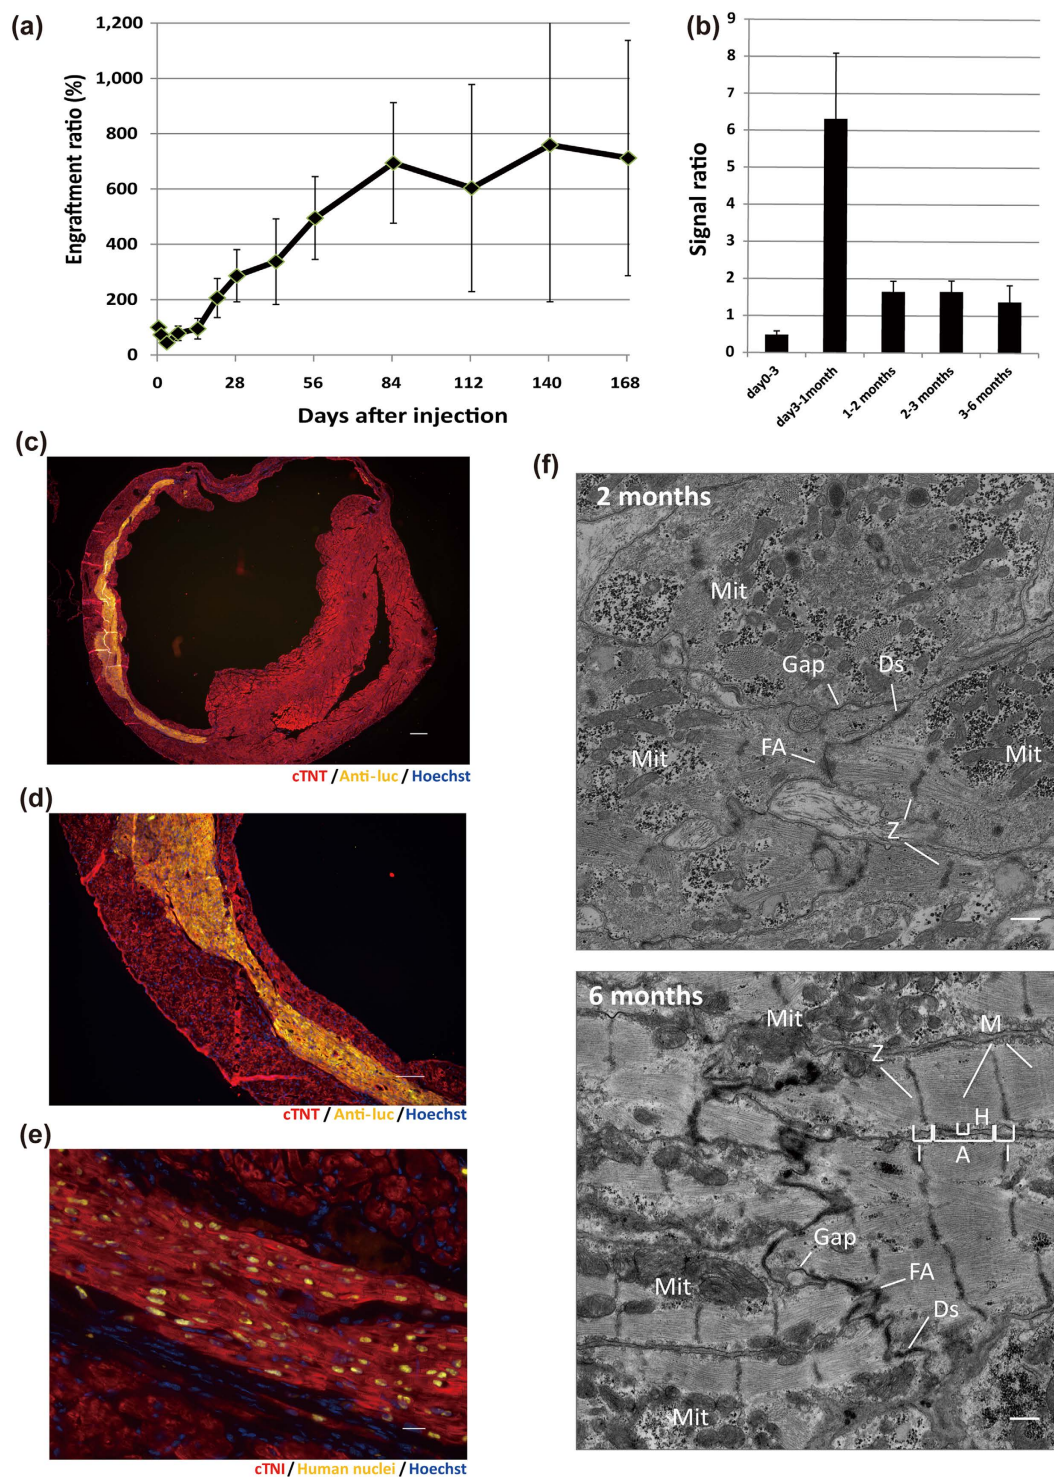 (a)
Engraftment ratio (%)
1,200
1,000
800
600
400
200
0
0 28 56 84 112 140 168
Days after injection
(b)
Signal ratio
9
8
7
6
5
4
3
2
1
0
day0-3
day3-1month
1-2 months
2-3 months
3-6 months
(c)
cTNT / Anti-luc / Hoechst
(d)
cTNT / Anti-luc / Hoechst
(e)
cTNI / Human nuclei / Hoechst
(f)
2 months
Mit
Gap Ds
FA
Mit Mit
Z
6 months
Mit M
Z
H
I A I
Gap
FA
Mit
Ds
Mit